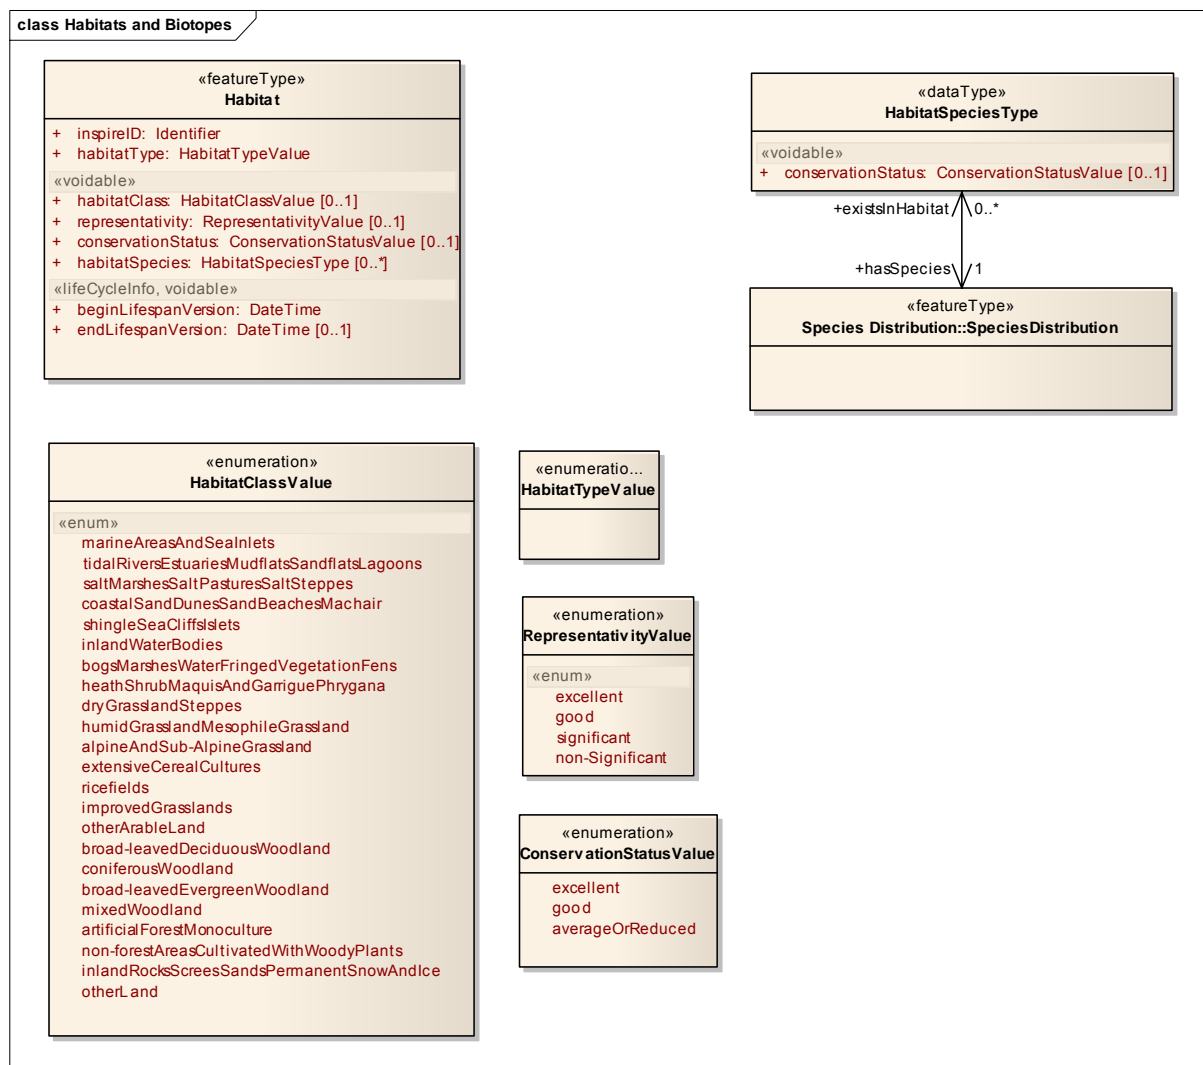 class Habitats and Biotopes
«featureType»
Habitat
+ inspireID: Identifier
+ habitatType: HabitatTypeValue
«voidable»
+ habitatClass: HabitatClassValue [0..1]
+ representativity: RepresentativityValue [0..1]
+ conservationStatus: ConservationStatusValue [0..1]
+ habitatSpecies: HabitatSpeciesType [0..*]
«lifeCycleInfo, voidable»
+ beginLifespanVersion: DateTime
+ endLifespanVersion: DateTime [0..1]
«dataType»
HabitatSpeciesType
«voidable»
+ conservationStatus: ConservationStatusValue [0..1]
+existsInHabitat 0..*
+hasSpecies 1
«featureType»
Species Distribution::SpeciesDistribution
«enumeration»
HabitatClassValue
«enum»
marineAreasAndSeaInlets
tidalRiversEstuariesMudflatsSandflatsLagoons
saltMarshesSaltPasturesSaltSteppes
coastalSandDunesSandBeachesMachair
shingleSeaCliffsIslets
inlandWaterBodies
bogsMarshesWaterFringedVegetationFens
heathShrubMaquisAndGarriguePhrygana
dryGrasslandSteppes
humidGrasslandMesophileGrassland
alpineAndSub-AlpineGrassland
extensiveCerealCultures
ricefields
improvedGrasslands
otherArableLand
broad-leavedDeciduousWoodland
coniferousWoodland
broad-leavedEvergreenWoodland
mixedWoodland
artificialForestMonoculture
non-forestAreasCultivatedWithWoodyPlants
inlandRocksScreesSandsPermanentSnowAndIce
otherLand
«enumeratio...
HabitatTypeValue
«enumeration»
RepresentativityValue
«enum»
excellent
good
significant
non-Significant
«enumeration»
ConservationStatusValue
excellent
good
averageOrReduced